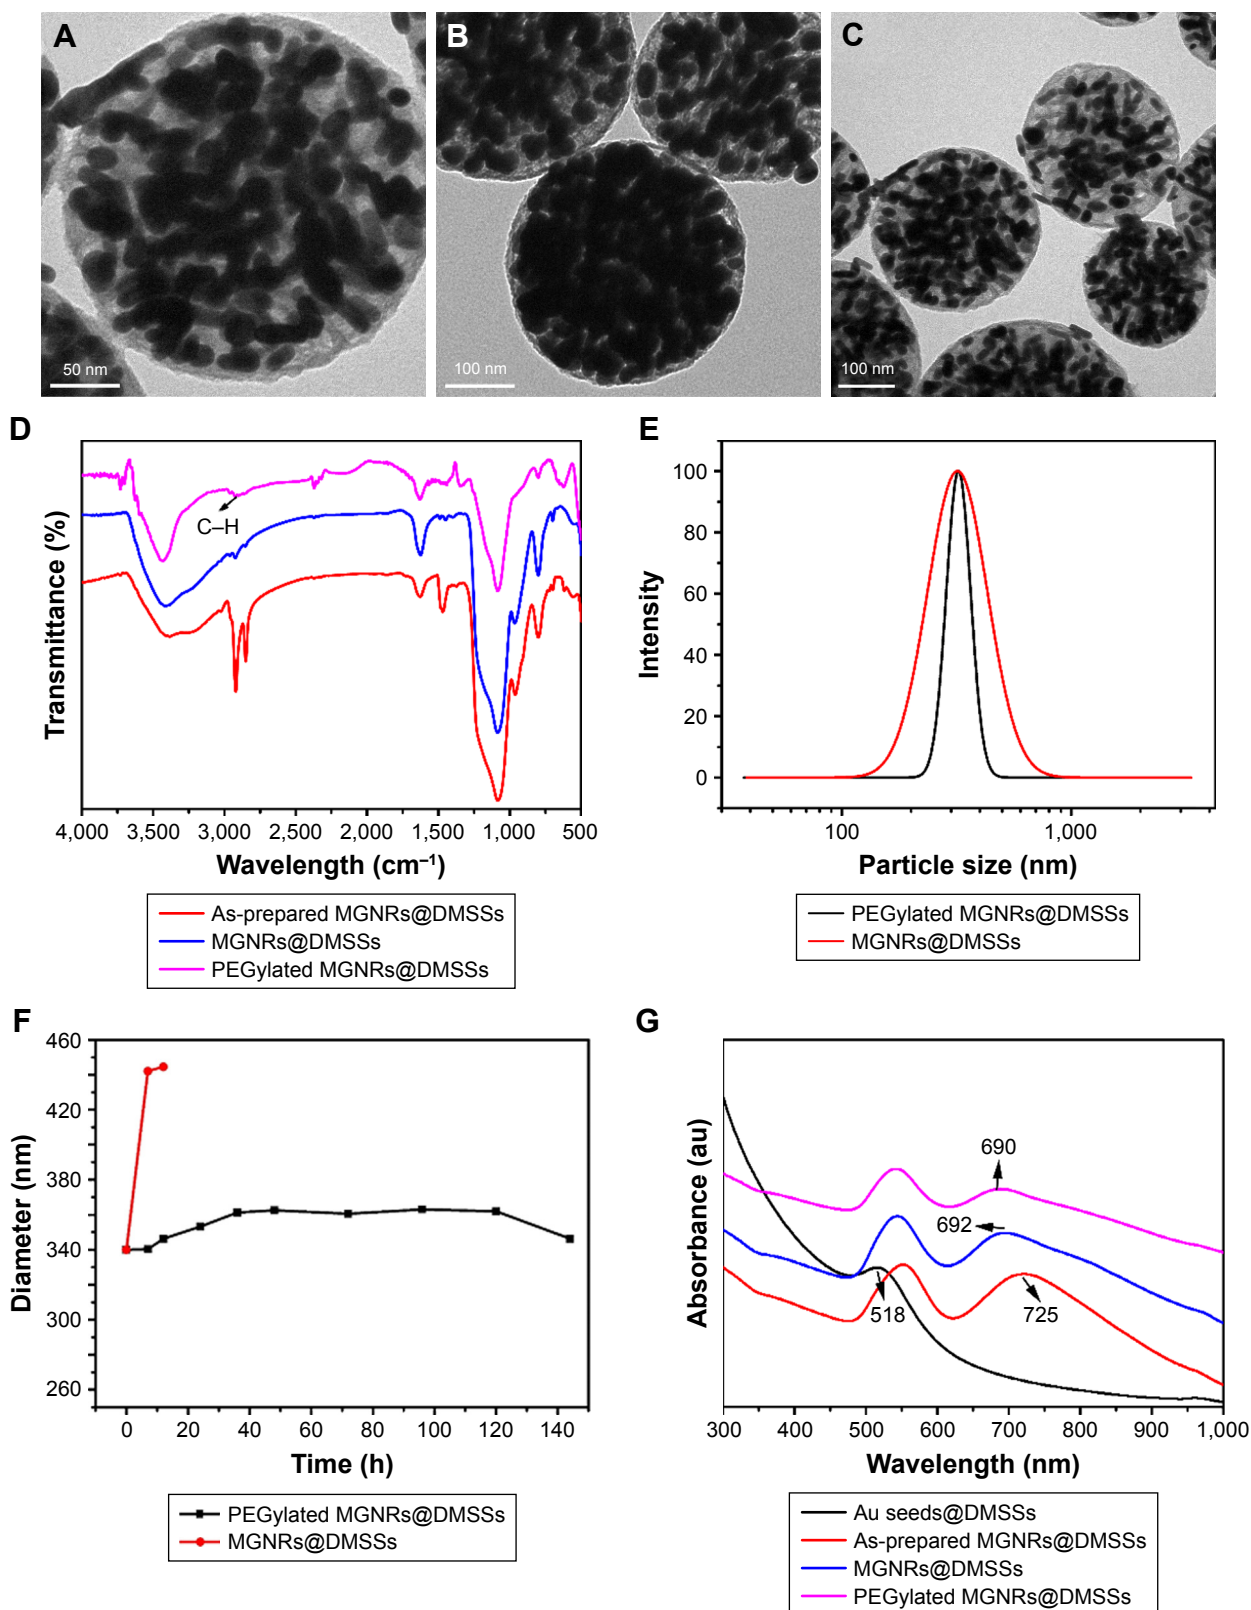 A
B
C
50 nm
100 nm
100 nm
D
Transmittance (%)
C–H
4,000 3,500 3,000 2,500 2,000 1,500 1,000 500
Wavelength (cm⁻¹)
As-prepared MGNRs@DMSSs
MGNRs@DMSSs
PEGylated MGNRs@DMSSs
E
Intensity
100
80
60
40
20
0
100 1,000
Particle size (nm)
PEGylated MGNRs@DMSSs
MGNRs@DMSSs
F
Diameter (nm)
460
420
380
340
300
260
0 20 40 60 80 100 120 140
Time (h)
PEGylated MGNRs@DMSSs
MGNRs@DMSSs
G
Absorbance (au)
690
692
518
725
300 400 500 600 700 800 900 1,000
Wavelength (nm)
Au seeds@DMSSs
As-prepared MGNRs@DMSSs
MGNRs@DMSSs
PEGylated MGNRs@DMSSs